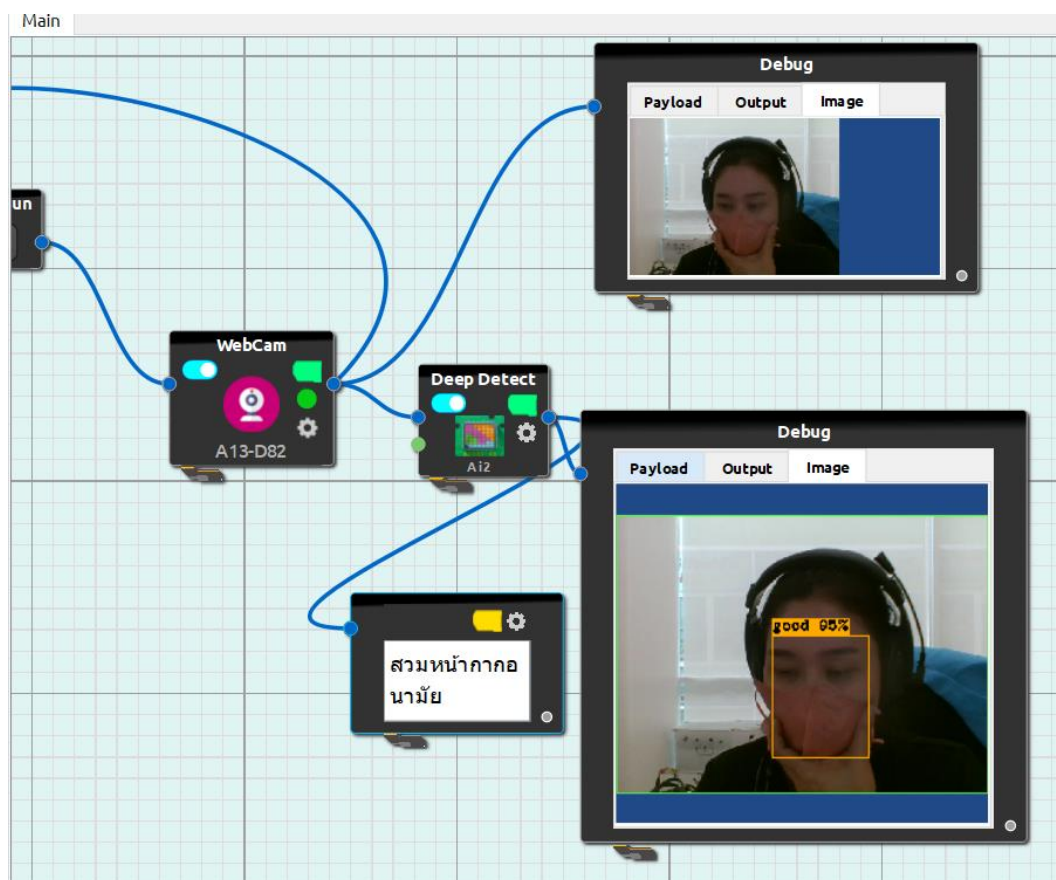 Main
Debug
Payload Output Image
un
WebCam
A13-D82
Deep Detect
Ai2
Debug
Payload Output Image
good 95%
สวมหน้ากากอ
นามัย